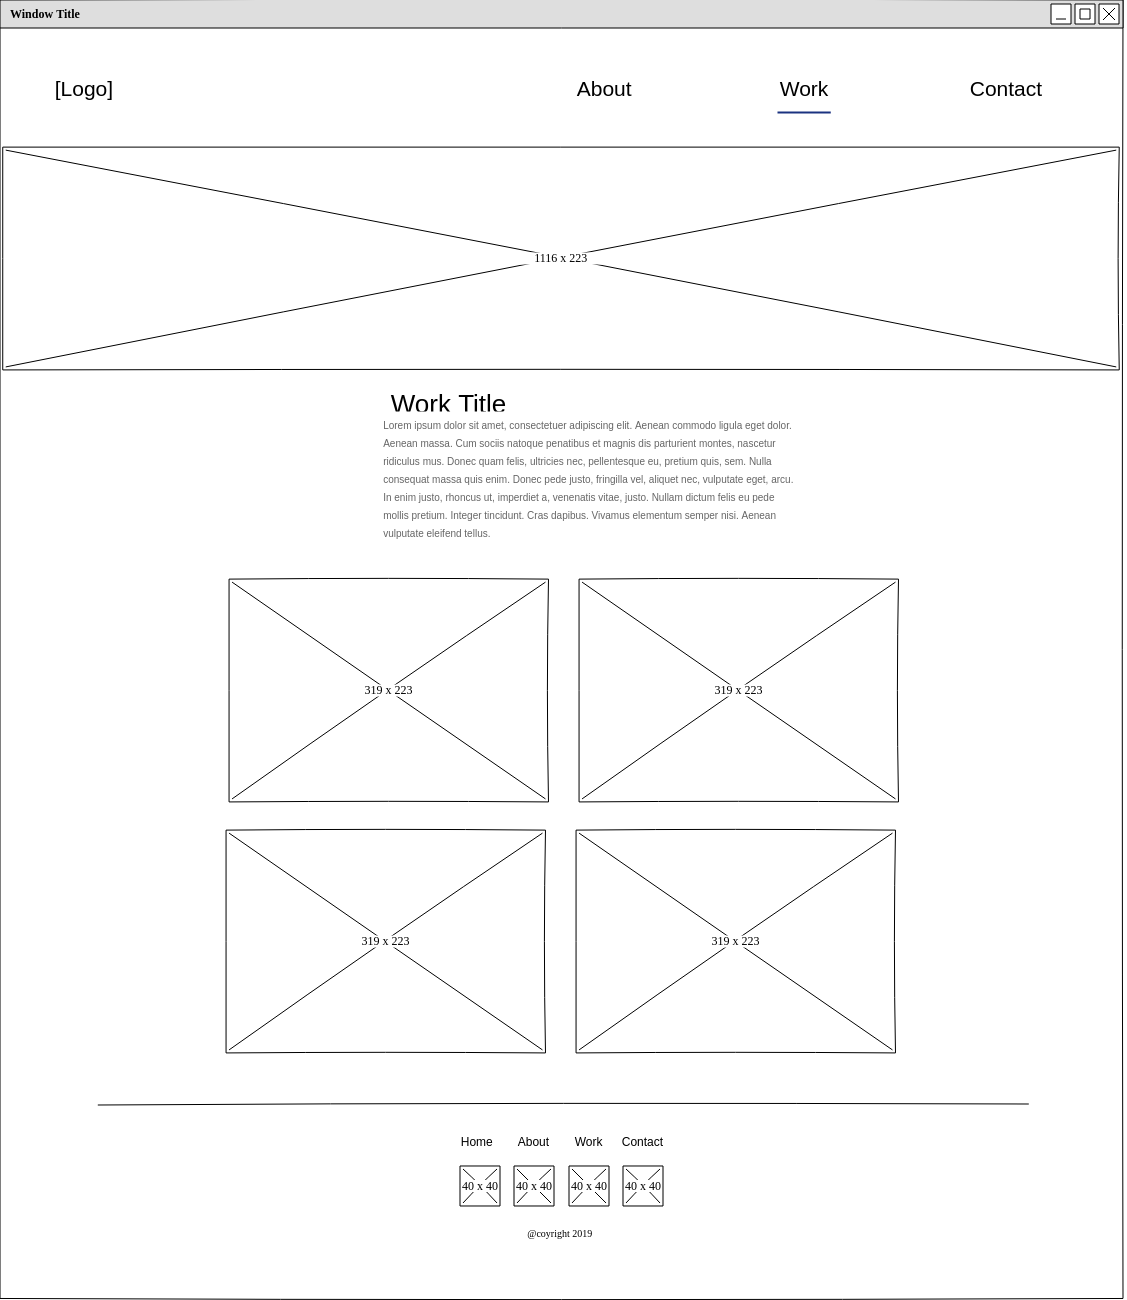 Window Title
[Logo] About Work Contact
1116 x 223
Work Title
Lorem ipsum dolor sit amet, consectetuer adipiscing elit. Aenean commodo ligula eget dolor.
Aenean massa. Cum sociis natoque penatibus et magnis dis parturient montes, nascetur
ridiculus mus. Donec quam felis, ultricies nec, pellentesque eu, pretium quis, sem. Nulla
consequat massa quis enim. Donec pede justo, fringilla vel, aliquet nec, vulputate eget, arcu.
In enim justo, rhoncus ut, imperdiet a, venenatis vitae, justo. Nullam dictum felis eu pede
mollis pretium. Integer tincidunt. Cras dapibus. Vivamus elementum semper nisi. Aenean
vulputate eleifend tellus.
319 x 223 319 x 223
319 x 223 319 x 223
Home About Work Contact
40 x 40 40 x 40 40 x 40 40 x 40
@coyright 2019